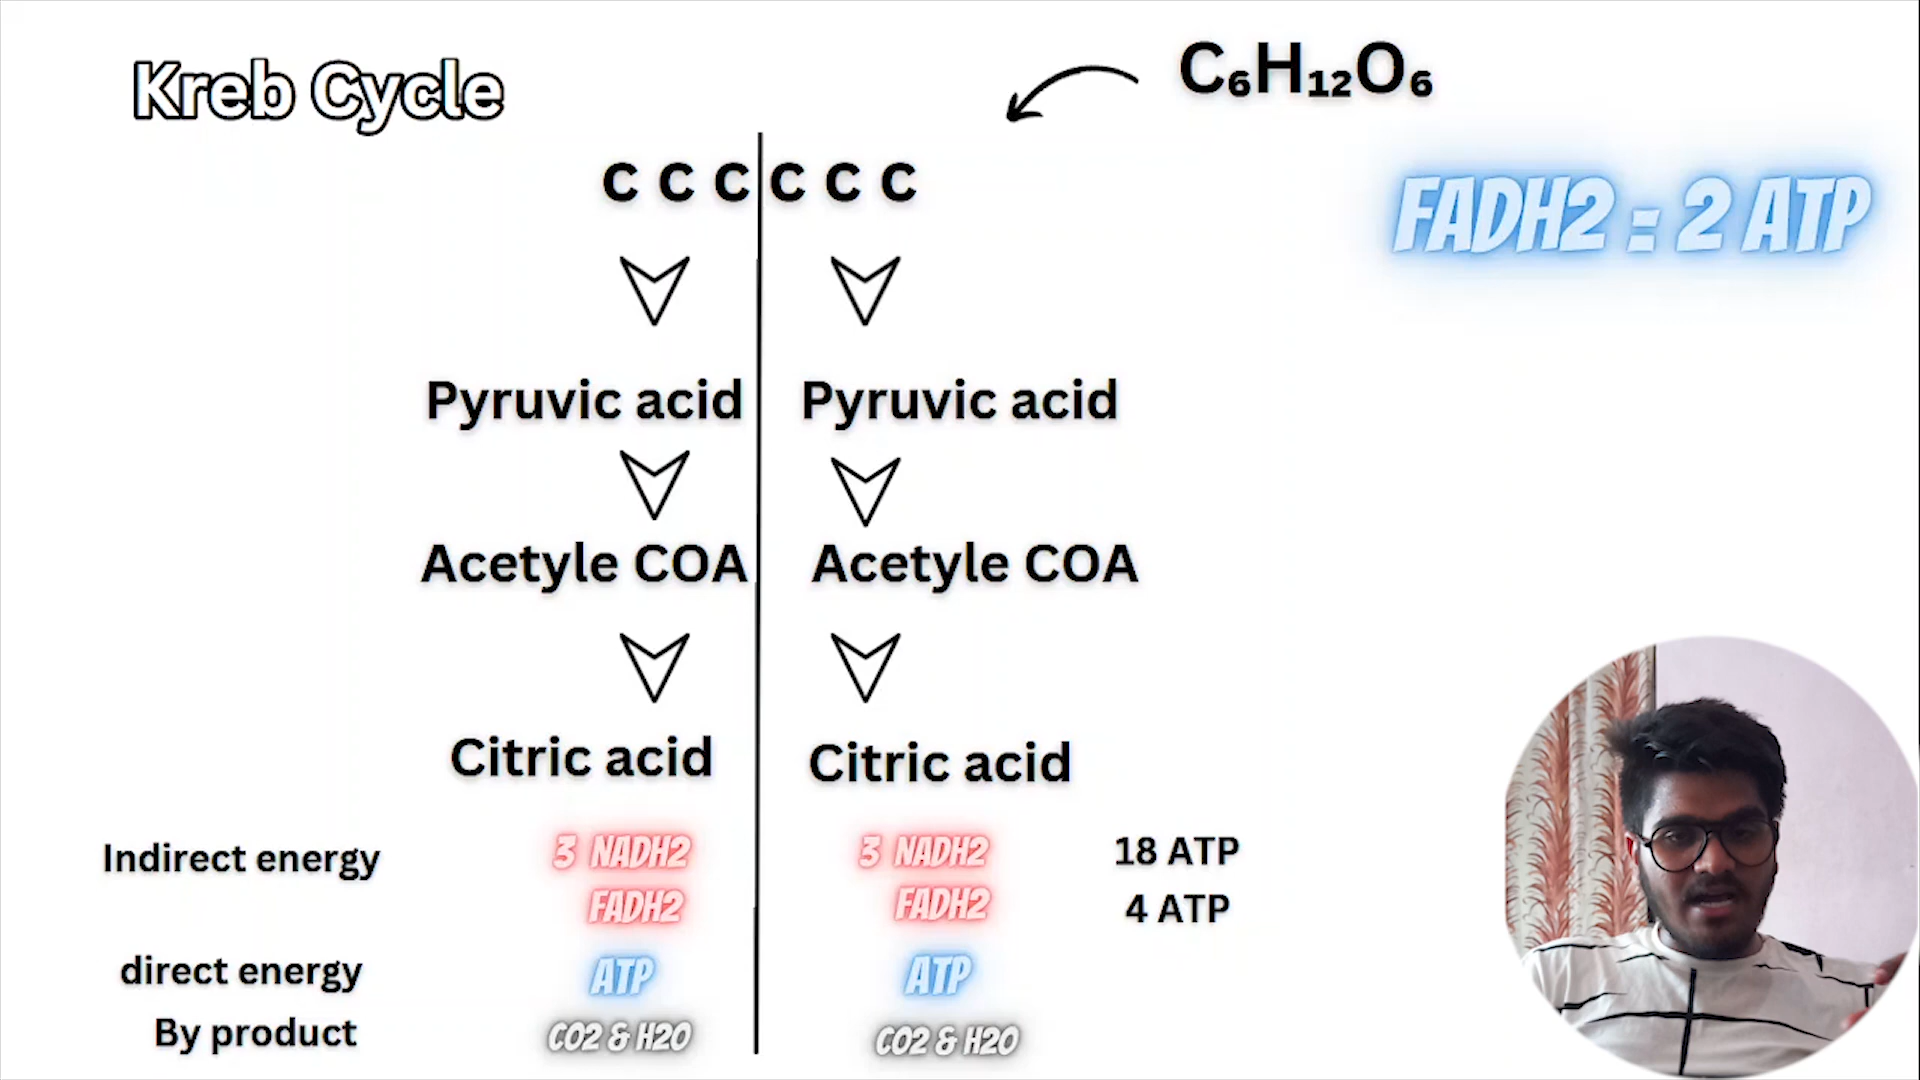 Kreb Cycle
C₆H₁₂O₆
C C C C C C
FADH2 : 2 ATP
Pyruvic acid Pyruvic acid
Acetyle COA Acetyle COA
Citric acid Citric acid
Indirect energy 3 NADH2 3 NADH2 18 ATP
FADH2 FADH2 4 ATP
direct energy ATP ATP
By product CO2 & H2O CO2 & H2O